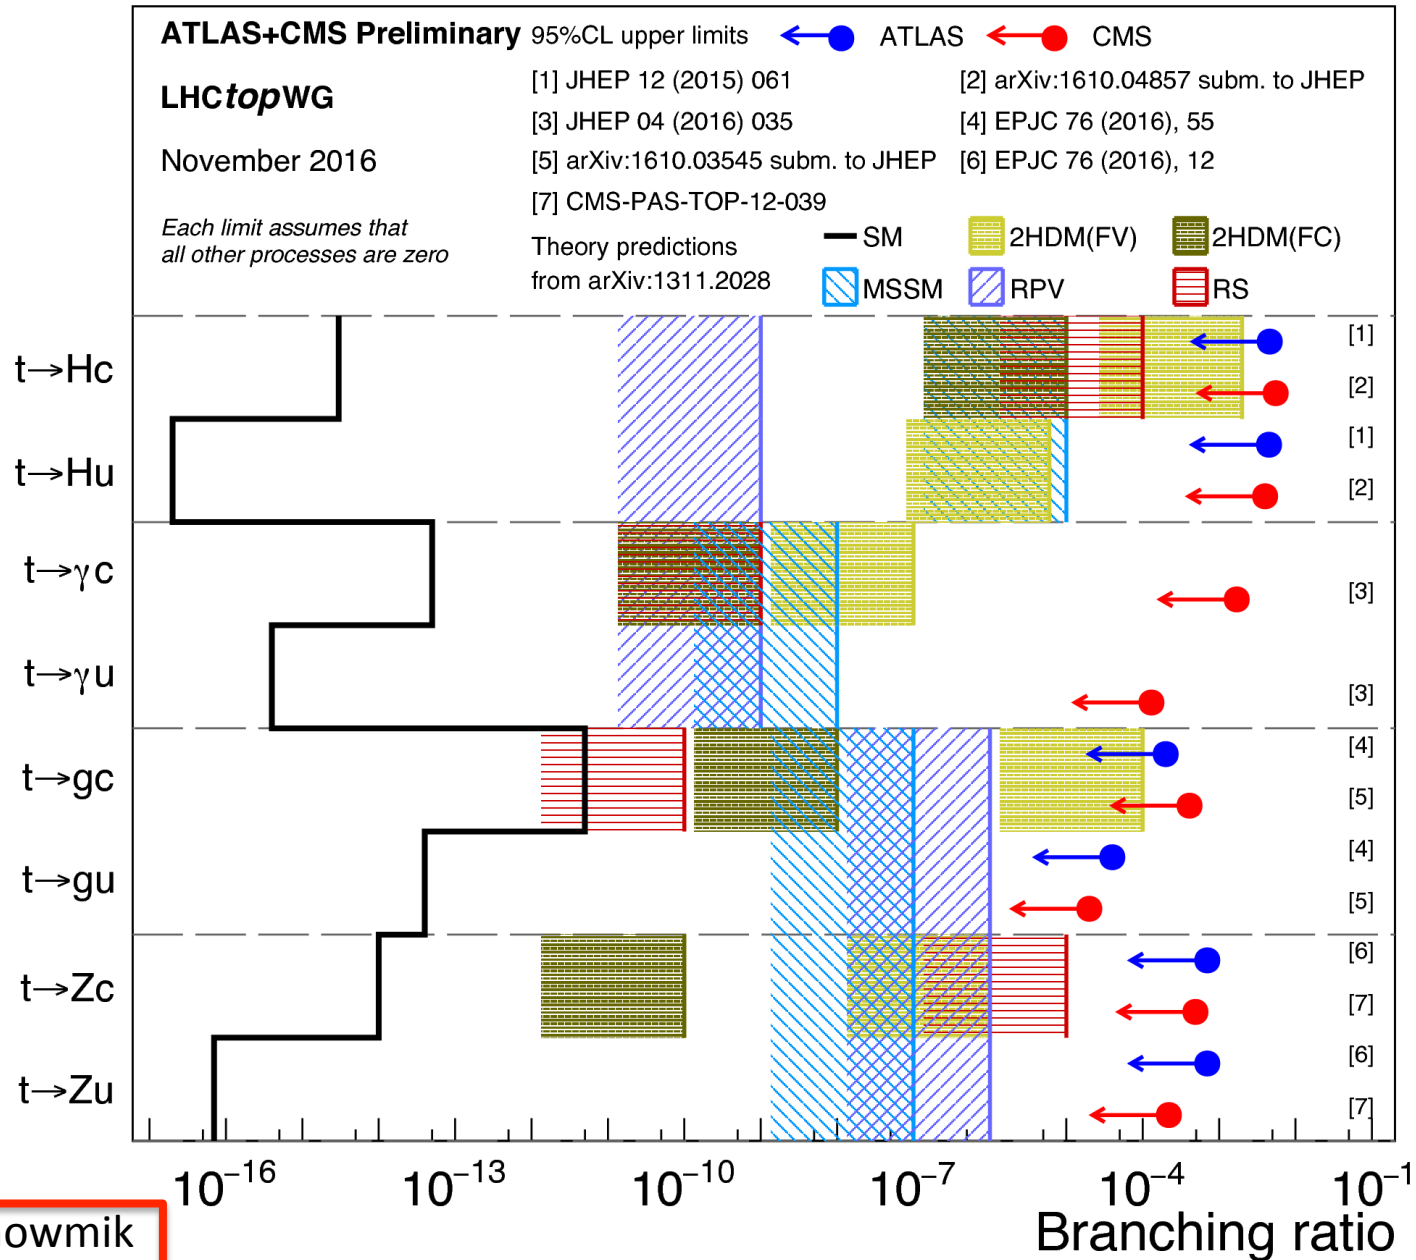 ATLAS+CMS Preliminary 95%CL upper limits ATLAS CMS
LHCtopWG
November 2016
Each limit assumes that
all other processes are zero
[1] JHEP 12 (2015) 061 [2] arXiv:1610.04857 subm. to JHEP
[3] JHEP 04 (2016) 035 [4] EPJC 76 (2016), 55
[5] arXiv:1610.03545 subm. to JHEP [6] EPJC 76 (2016), 12
[7] CMS-PAS-TOP-12-039
Theory predictions
from arXiv:1311.2028
SM 2HDM(FV) 2HDM(FC)
MSSM RPV RS
t→Hc
[1]
[2]
t→Hu
[1]
[2]
t→γc
[3]
t→γu
[3]
t→gc
[4]
[5]
t→gu
[4]
[5]
t→Zc
[6]
[7]
t→Zu
[6]
[7]
10⁻¹⁶ 10⁻¹³ 10⁻¹⁰ 10⁻⁷ 10⁻⁴ 10⁻¹
Branching ratio
owmik